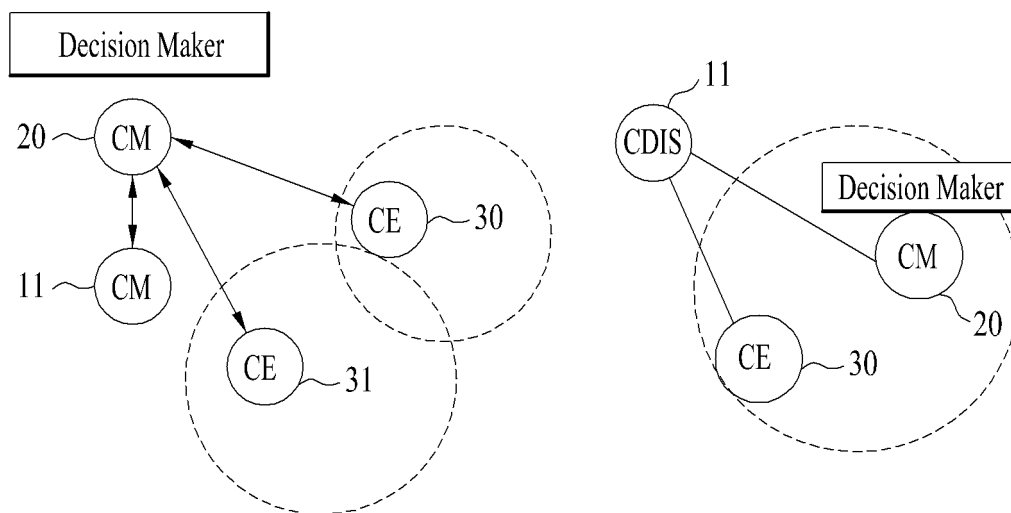 Decision Maker
20
CM
11
CM
CE
30
CE
31
11
CDIS
Decision Maker
CM
20
CE
30